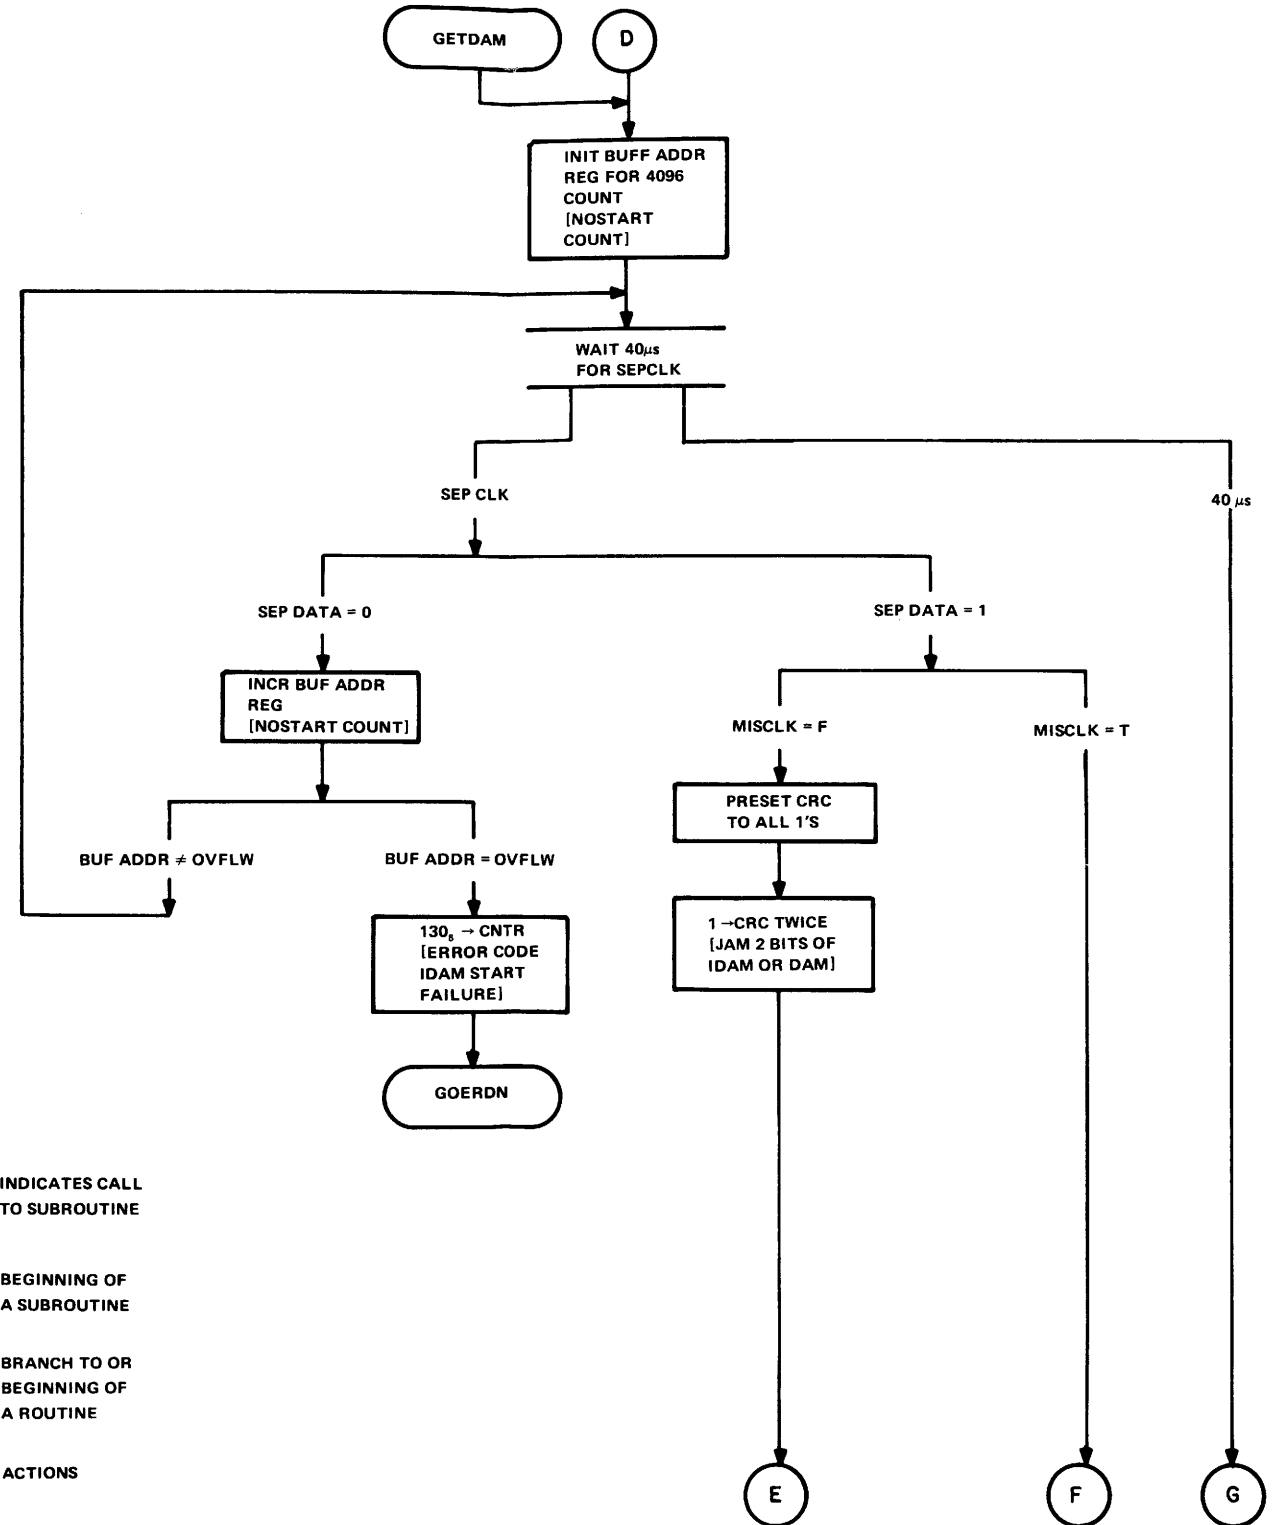 GETDAM
D
INIT BUFF ADDR
REG FOR 4096
COUNT
[NOSTART
COUNT]
WAIT 40µs
FOR SEPCLK
SEP CLK
40 µs
SEP DATA = 0
SEP DATA = 1
INCR BUF ADDR
REG
[NOSTART COUNT]
MISCLK = F
MISCLK = T
PRESET CRC
TO ALL 1'S
BUF ADDR ≠ OVFLW
BUF ADDR = OVFLW
130₈ → CNTR
[ERROR CODE
IDAM START
FAILURE]
1 →CRC TWICE
[JAM 2 BITS OF
IDAM OR DAM]
GOERDN
INDICATES CALL
TO SUBROUTINE
BEGINNING OF
A SUBROUTINE
BRANCH TO OR
BEGINNING OF
A ROUTINE
ACTIONS
E
F
G